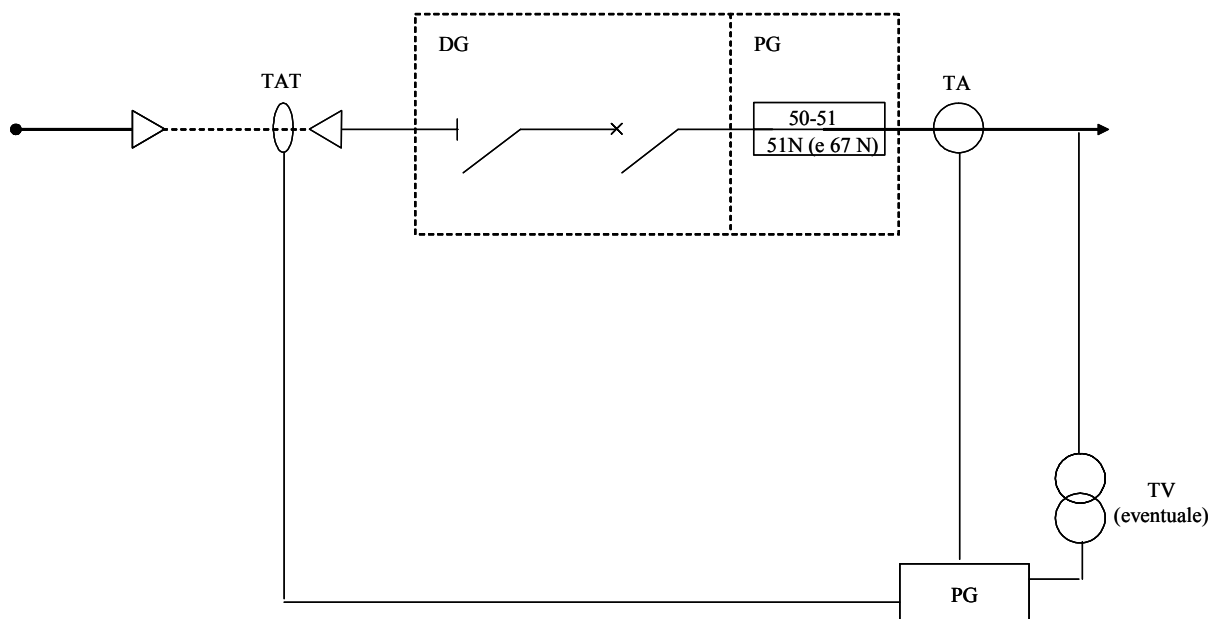 DG
PG
TAT
TA
50-51
51N (e 67 N)
TV
(eventuale)
PG